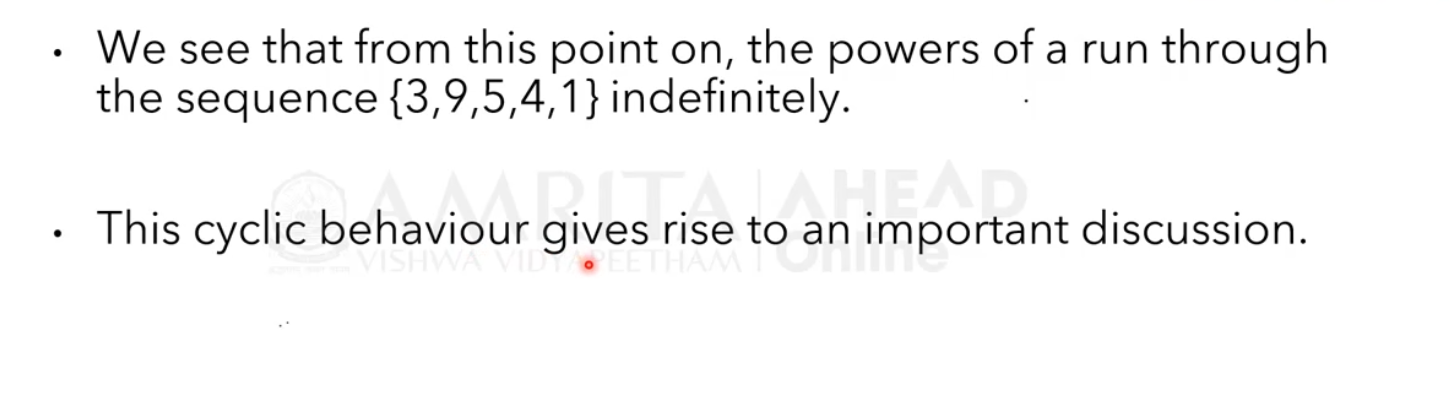 • We see that from this point on, the powers of a run through
the sequence {3,9,5,4,1} indefinitely.
AMRITA | AHEAD
VISHWA VIDYAPEETHAM | Online
• This cyclic behaviour gives rise to an important discussion.